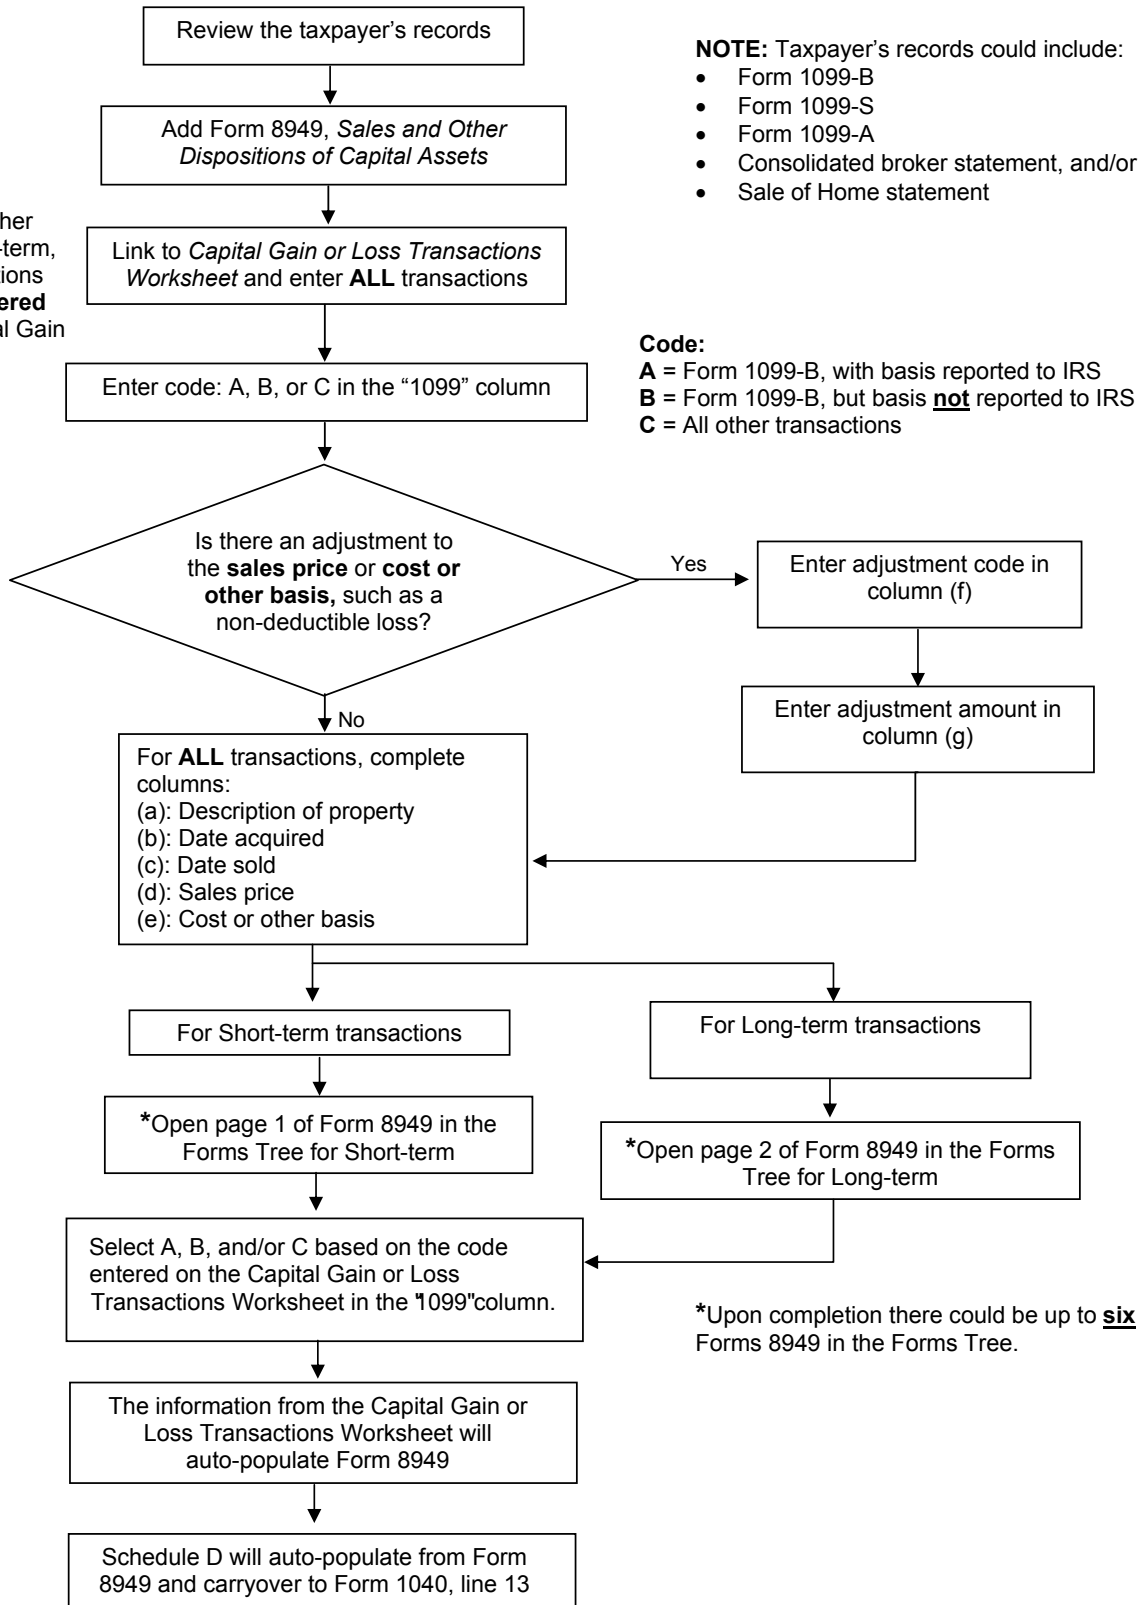 Review the taxpayer's records
NOTE: Taxpayer's records could include:
• Form 1099-B
• Form 1099-S
• Form 1099-A
• Consolidated broker statement, and/or
• Sale of Home statement
Add Form 8949, Sales and Other
Dispositions of Capital Assets
Link to Capital Gain or Loss Transactions
Worksheet and enter ALL transactions
her
-term,
tions
ered
al Gain
Enter code: A, B, or C in the "1099" column
Code:
A = Form 1099-B, with basis reported to IRS
B = Form 1099-B, but basis not reported to IRS
C = All other transactions
Is there an adjustment to
the sales price or cost or
other basis, such as a
non-deductible loss?
Yes
Enter adjustment code in
column (f)
Enter adjustment amount in
column (g)
No
For ALL transactions, complete
columns:
(a): Description of property
(b): Date acquired
(c): Date sold
(d): Sales price
(e): Cost or other basis
For Short-term transactions
For Long-term transactions
*Open page 1 of Form 8949 in the
Forms Tree for Short-term
*Open page 2 of Form 8949 in the Forms
Tree for Long-term
Select A, B, and/or C based on the code
entered on the Capital Gain or Loss
Transactions Worksheet in the "1099"column.
*Upon completion there could be up to six
Forms 8949 in the Forms Tree.
The information from the Capital Gain or
Loss Transactions Worksheet will
auto-populate Form 8949
Schedule D will auto-populate from Form
8949 and carryover to Form 1040, line 13